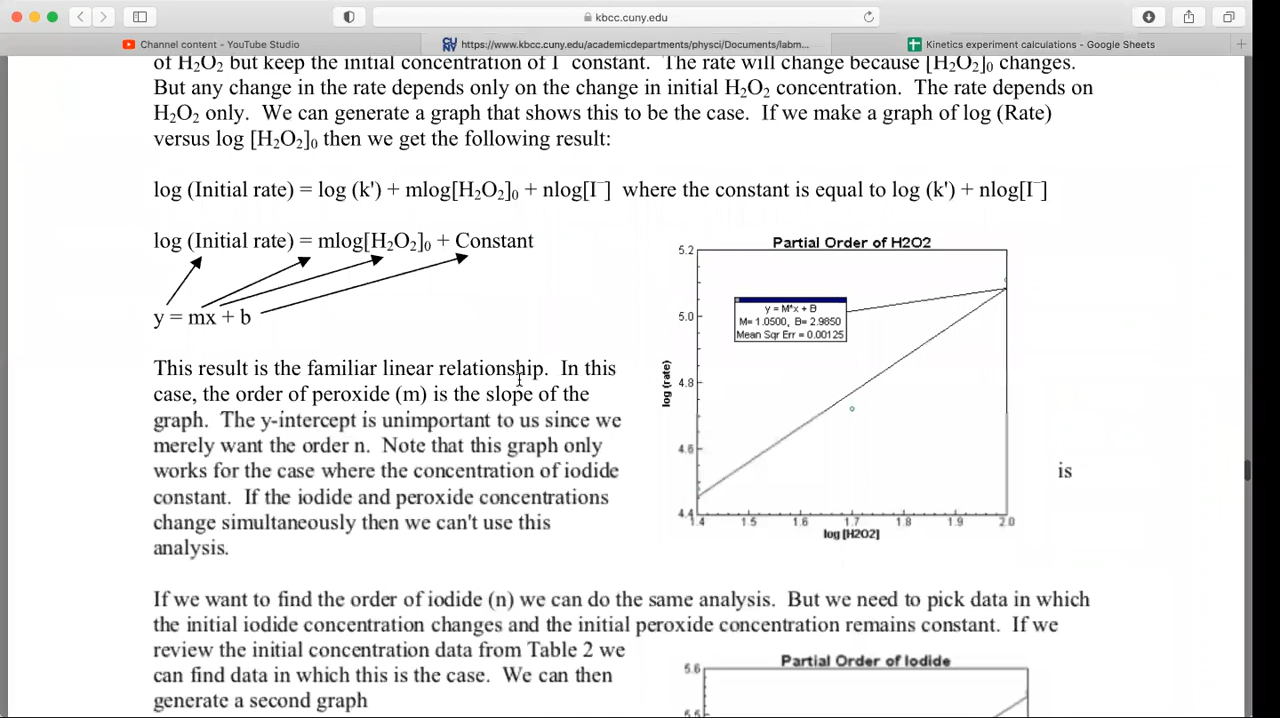 kbcc.cuny.edu
Channel content - YouTube Studio
https://www.kbcc.cuny.edu/academicdepartments/physci/Documents/labm...
Kinetics experiment calculations - Google Sheets
of H₂O₂ but keep the initial concentration of I⁻ constant. The rate will change because [H₂O₂]₀ changes.
But any change in the rate depends only on the change in initial H₂O₂ concentration. The rate depends on
H₂O₂ only. We can generate a graph that shows this to be the case. If we make a graph of log (Rate)
versus log [H₂O₂]₀ then we get the following result:
log (Initial rate) = log (k') + mlog[H₂O₂]₀ + nlog[I⁻] where the constant is equal to log (k') + nlog[I⁻]
log (Initial rate) = mlog[H₂O₂]₀ + Constant
y = mx + b
Partial Order of H2O2
5.2
5.0
4.8
4.6
4.4
log (rate)
y = M*x + B
M= 1.0500, B= 2.9850
Mean Sqr Err = 0.00125
1.4 1.5 1.6 1.7 1.8 1.9 2.0
log [H2O2]
This result is the familiar linear relationship. In this
case, the order of peroxide (m) is the slope of the
graph. The y-intercept is unimportant to us since we
merely want the order n. Note that this graph only
works for the case where the concentration of iodide is
constant. If the iodide and peroxide concentrations
change simultaneously then we can't use this
analysis.
If we want to find the order of iodide (n) we can do the same analysis. But we need to pick data in which
the initial iodide concentration changes and the initial peroxide concentration remains constant. If we
review the initial concentration data from Table 2 we
can find data in which this is the case. We can then
generate a second graph
Partial Order of Iodide
5.6
5.5